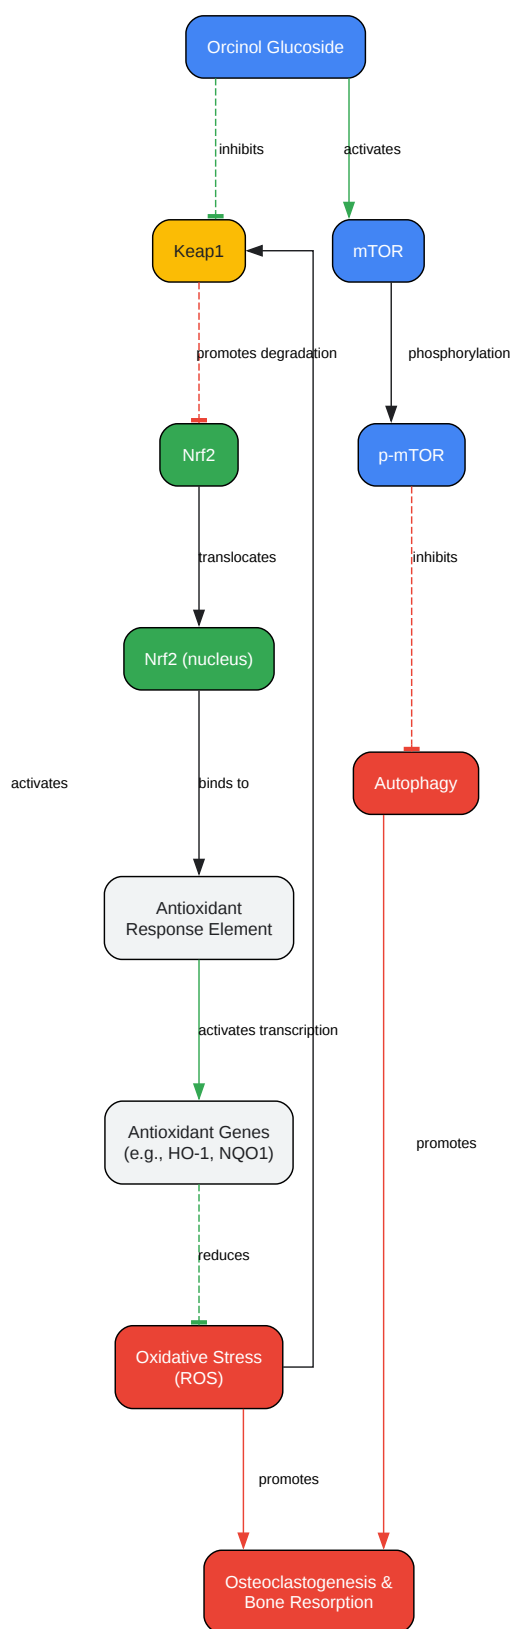 Orcinol Glucoside
inhibits
activates
Keap1
mTOR
promotes degradation
phosphorylation
Nrf2
p-mTOR
translocates
inhibits
Nrf2 (nucleus)
activates
binds to
Autophagy
Antioxidant
Response Element
activates transcription
Antioxidant Genes
(e.g., HO-1, NQO1)
promotes
reduces
Oxidative Stress
(ROS)
promotes
Osteoclastogenesis &
Bone Resorption